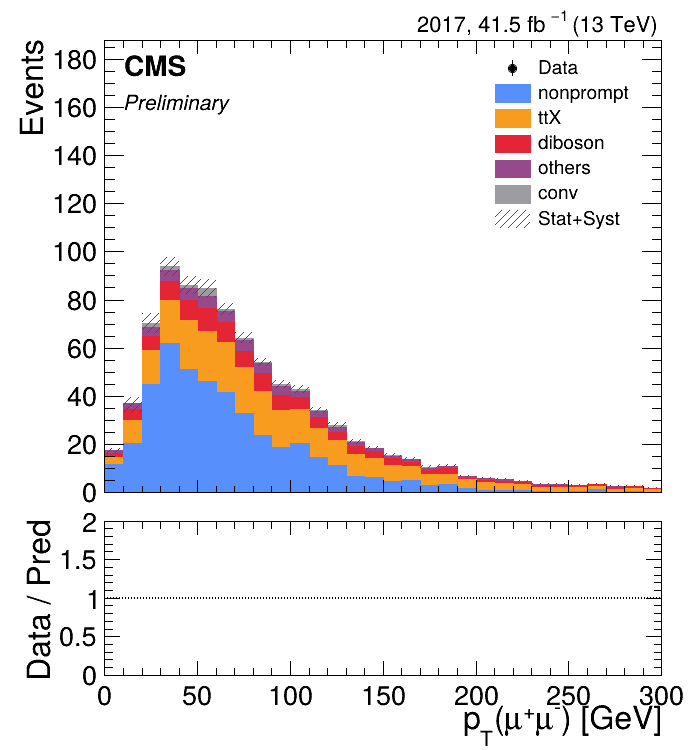 2017, 41.5 fb⁻¹ (13 TeV)
CMS
Preliminary
Data
nonprompt
ttX
diboson
others
conv
Stat+Syst
Events
180
160
140
120
100
80
60
40
20
0
Data / Pred
2
1.5
1
0.5
0
0 50 100 150 200 250 300
p_T(μ⁺μ⁻) [GeV]